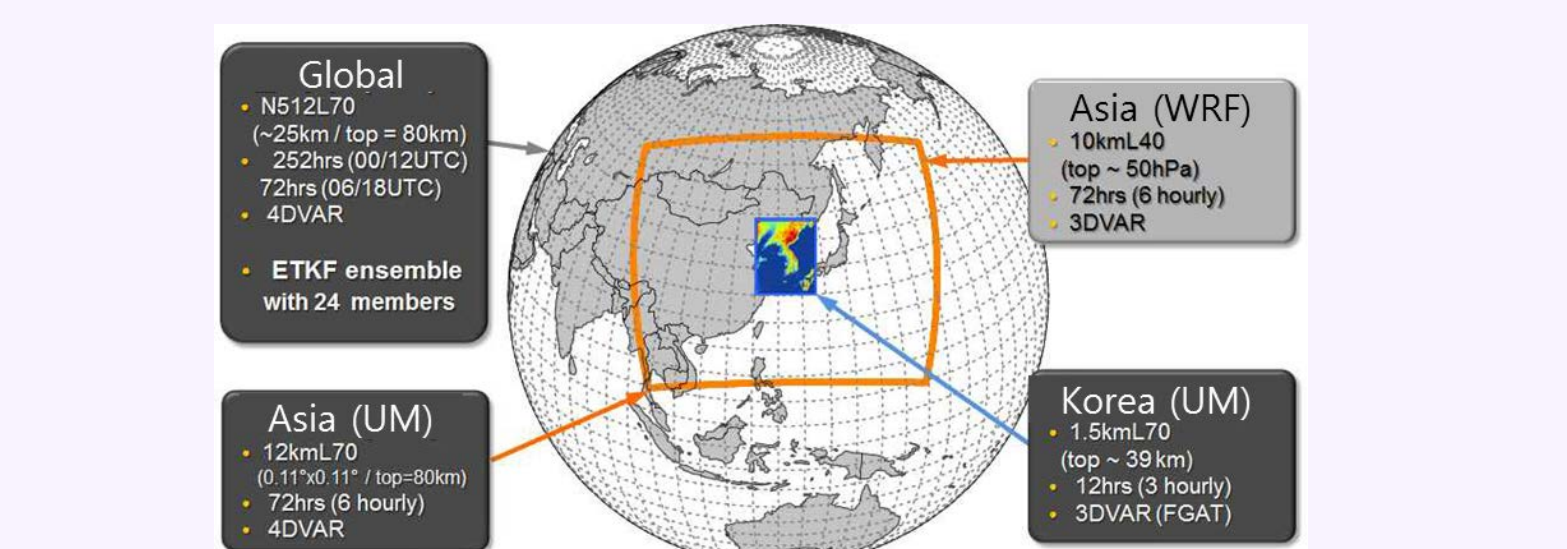 Global
• N512L70
(~25km / top = 80km)
• 252hrs (00/12UTC)
72hrs (06/18UTC)
• 4DVAR
• ETKF ensemble
with 24 members
Asia (UM)
• 12kmL70
(0.11°x0.11° / top=80km)
• 72hrs (6 hourly)
• 4DVAR
Asia (WRF)
• 10kmL40
(top ~ 50hPa)
• 72hrs (6 hourly)
• 3DVAR
Korea (UM)
• 1.5kmL70
(top ~ 39 km)
• 12hrs (3 hourly)
• 3DVAR (FGAT)